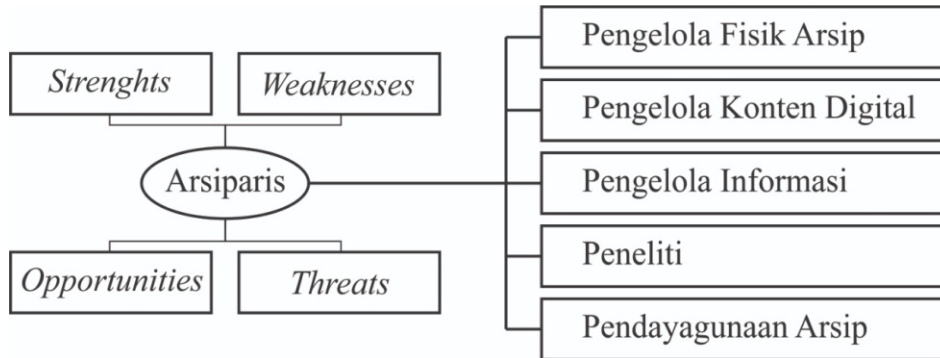 Strenghts
Weaknesses
Arsiparis
Opportunities
Threats
Pengelola Fisik Arsip
Pengelola Konten Digital
Pengelola Informasi
Peneliti
Pendayagunaan Arsip